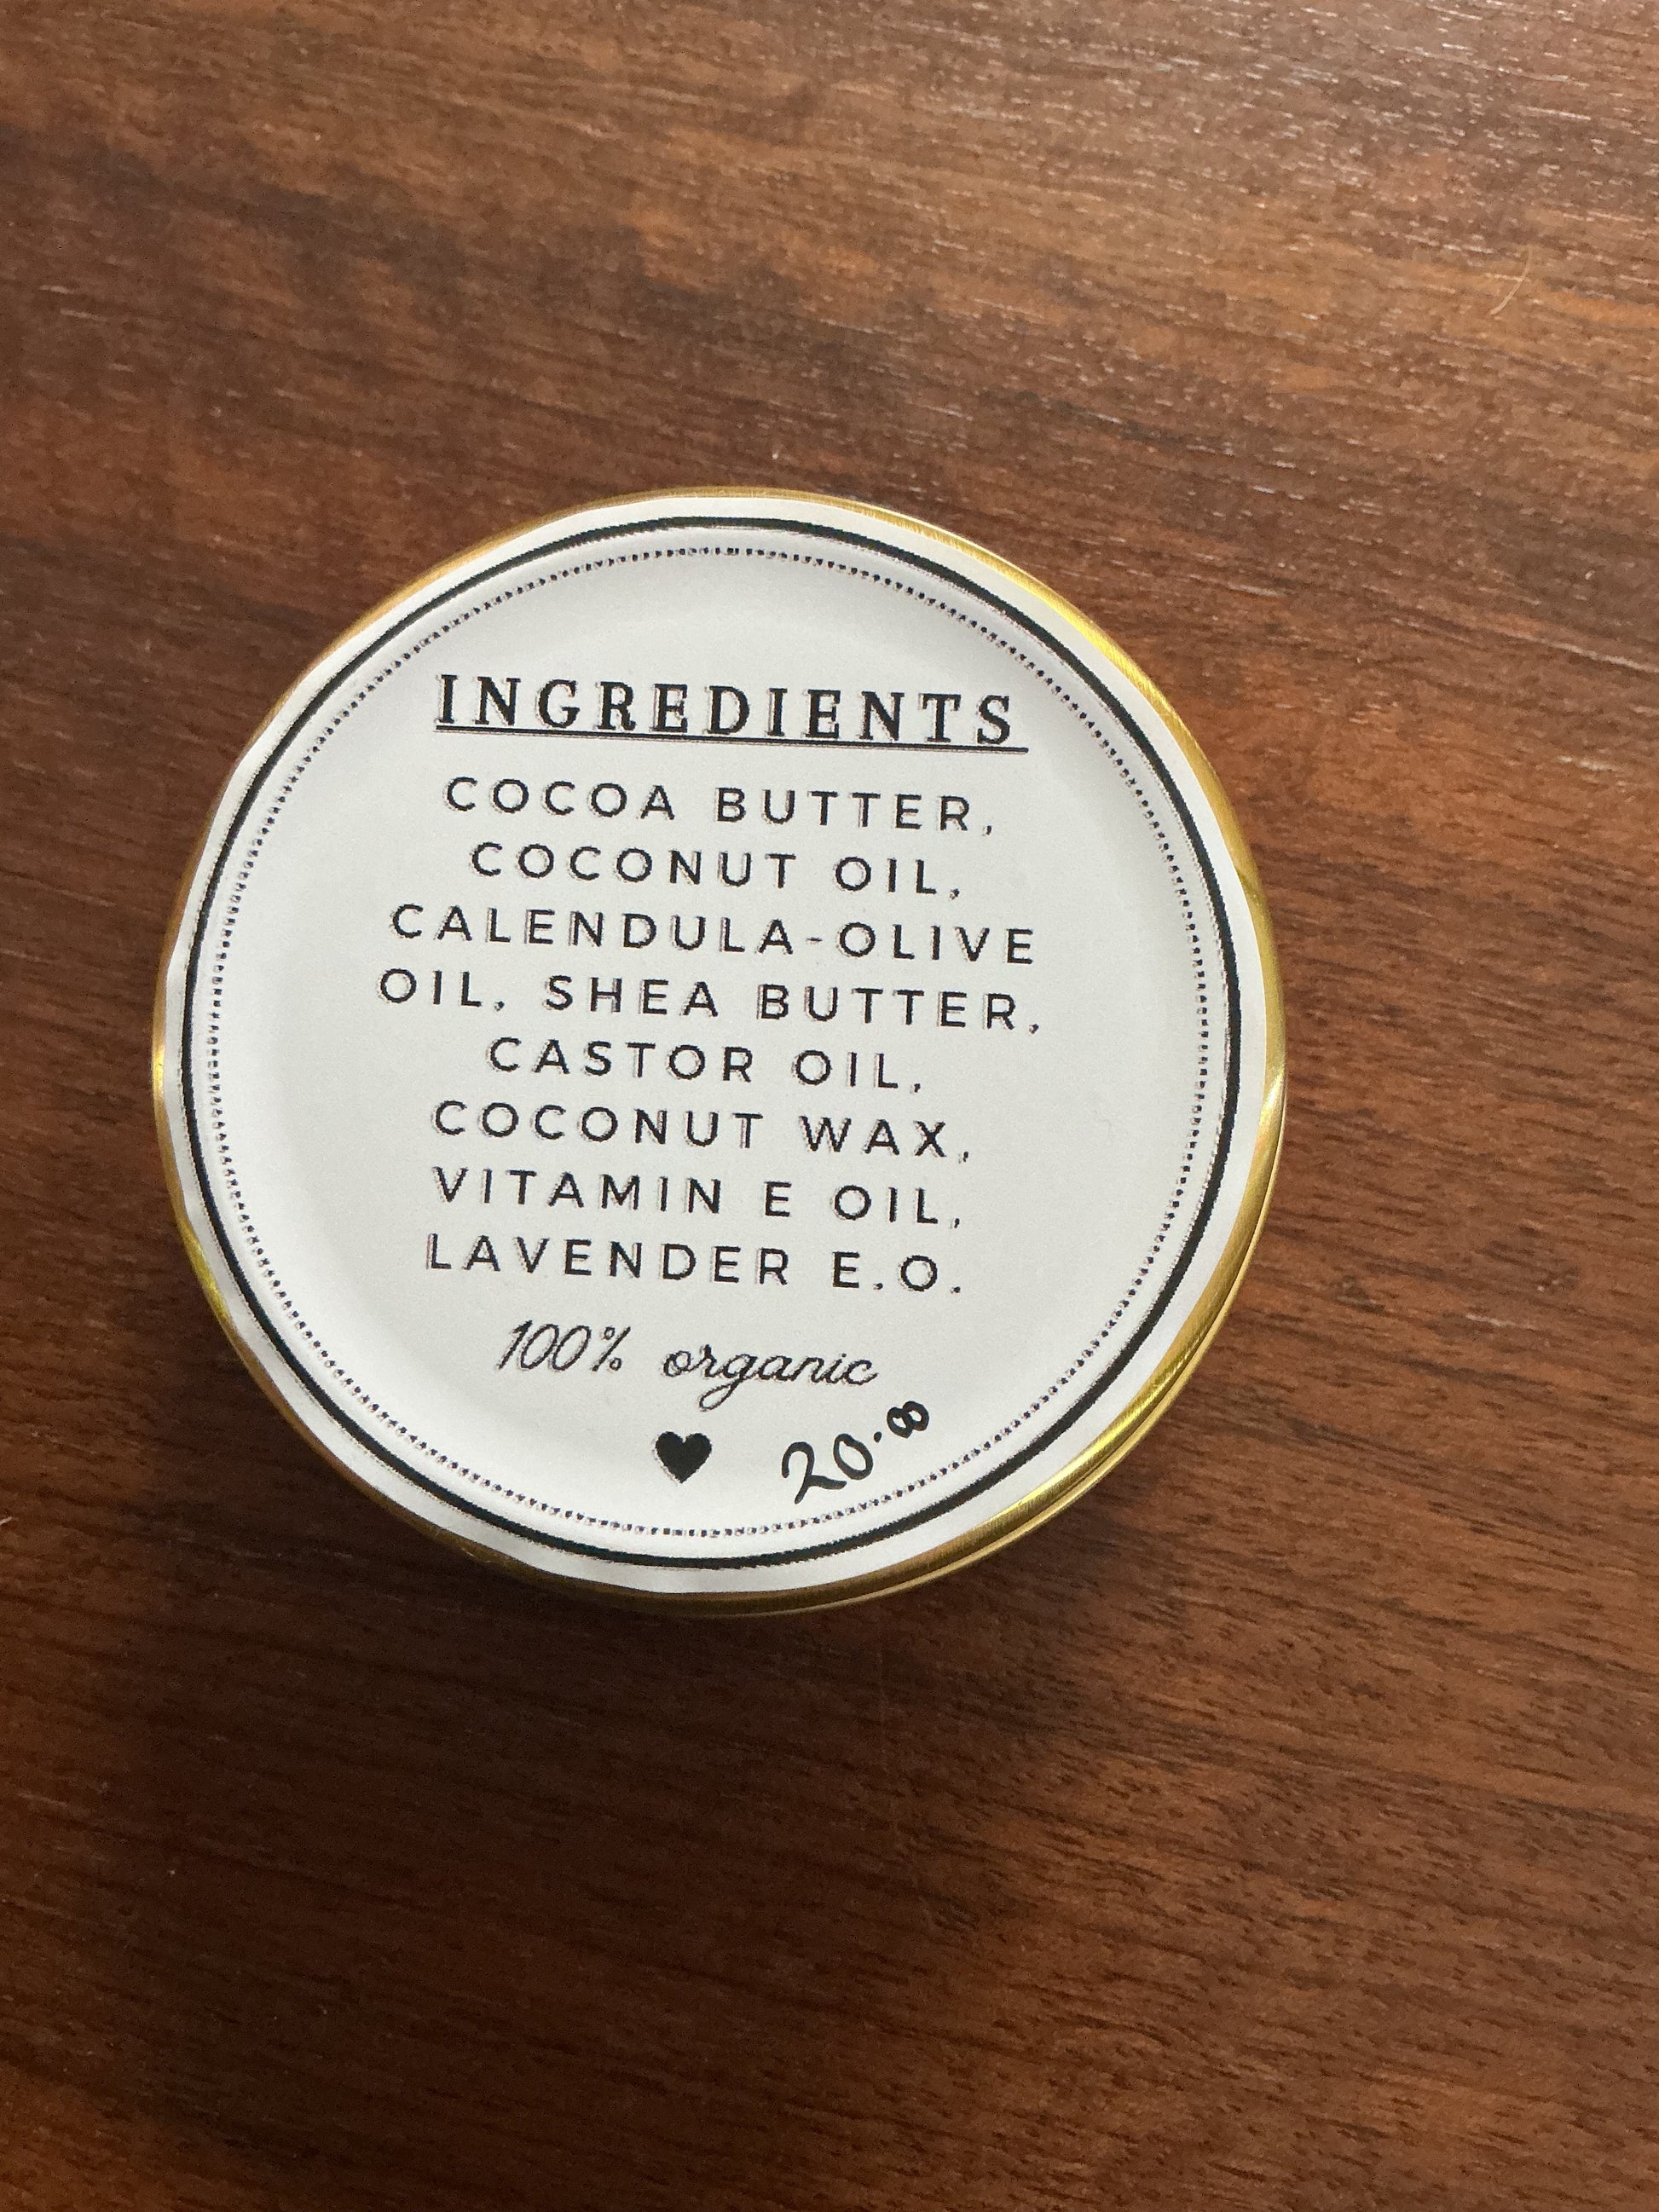 INGREDIENTS
COCOA BUTTER,
COCONUT OIL,
CALENDULA-OLIVE
OIL, SHEA BUTTER,
CASTOR OIL,
COCONUT WAX,
VITAMIN E OIL,
LAVENDER E.O.
100% organic
20.00